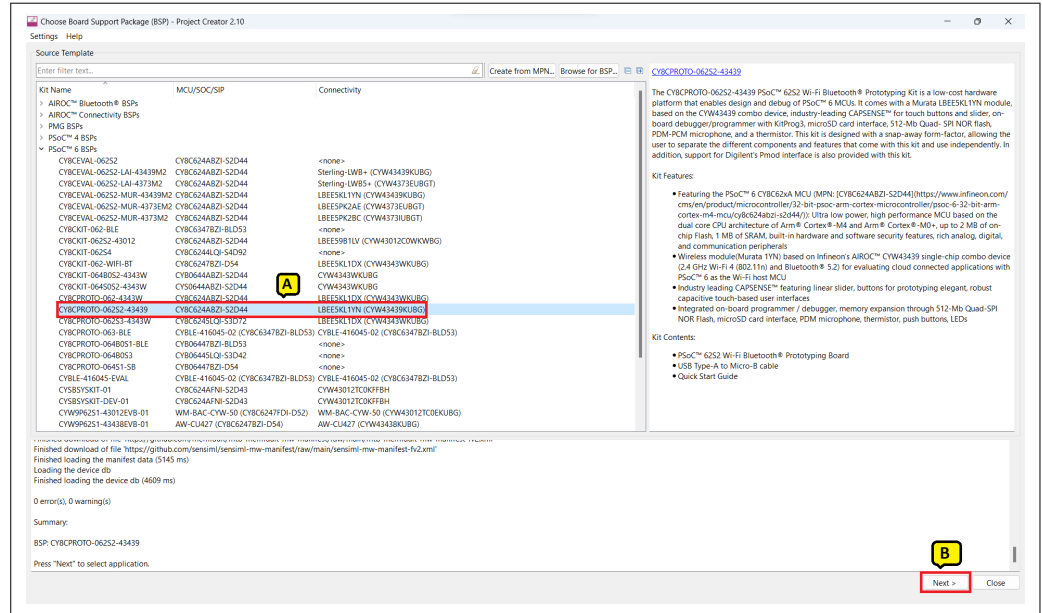 Choose Board Support Package (BSP) - Project Creator 2.10
Settings Help
Source Template
Enter filter text...
Create from MPN... Browse for BSP...
Kit Name MCU/SOC/SIP Connectivity
> AIROC™ Bluetooth® BSPs
> AIROC™ Connectivity BSPs
> PMG BSPs
> PSoC™ 4 BSPs
PSoC™ 6 BSPs
CY8CEVAL-062S2 CY8C624ABZI-S2D44 <none>
CY8CEVAL-062S2-LAI-43439M2 CY8C624ABZI-S2D44 Sterling-LWB+ (CYW43439KUBG)
CY8CEVAL-062S2-LAI-4373M2 CY8C624ABZI-S2D44 Sterling-LWB5+ (CYW4373EUBGT)
CY8CEVAL-062S2-MUR-43439M2 CY8C624ABZI-S2D44 LBEE5KL1YN (CYW43439KUBG)
CY8CEVAL-062S2-MUR-4373EM2 CY8C624ABZI-S2D44 LBEE5PK2AE (CYW4373EUBGT)
CY8CEVAL-062S2-MUR-4373M2 CY8C624ABZI-S2D44 LBEE5PK2BC (CYW4373IUBGT)
CY8CKIT-062-BLE CY8C6347BZI-BLD53 <none>
CY8CKIT-062S2-43012 CY8C624ABZI-S2D44 LBEE59B1LV (CYW43012C0WKWBG)
CY8CKIT-062S4 CY8C6244LQI-S4D92 <none>
CY8CKIT-062-WIFI-BT CY8C6247BZI-D54 LBEE5KL1DX (CYW4343WKUBG)
CY8CKIT-064B0S2-4343W CYB0644ABZI-S2D44 CYW4343WKUBG
CY8CKIT-064S0S2-4343W CYS0644ABZI-S2D44 CYW4343WKUBG
A
CY8CPROTO-062-4343W CY8C624ABZI-S2D44 LBEE5KL1DX (CYW4343WKUBG)
CY8CPROTO-062S2-43439 CY8C624ABZI-S2D44 LBEE5KL1YN (CYW43439KUBG)
CY8CPROTO-062S3-4343W CY8C6245LQI-S3D72 LBEE5KL1DX (CYW4343WKUBG)
CY8CPROTO-063-BLE CYBLE-416045-02 (CY8C6347BZI-BLD53) CYBLE-416045-02 (CY8C6347BZI-BLD53)
CY8CPROTO-064B0S1-BLE CYB06447BZI-BLD53 <none>
CY8CPROTO-064B0S3 CYB06445LQI-S3D42 <none>
CY8CPROTO-064S1-SB CYB06447BZI-D54 <none>
CYBLE-416045-EVAL CYBLE-416045-02 (CY8C6347BZI-BLD53) CYBLE-416045-02 (CY8C6347BZI-BLD53)
CYSBSYSKIT-01 CY8C624AFNI-S2D43 CYW43012TC0KFFBH
CYSBSYSKIT-DEV-01 CY8C624AFNI-S2D43 CYW43012TC0KFFBH
CYW9P62S1-43012EVB-01 WM-BAC-CYW-50 (CY8C6247FDI-D52) WM-BAC-CYW-50 (CYW43012TC0EKUBG)
CYW9P62S1-43438EVB-01 AW-CU427 (CY8C6247BZI-D54) AW-CU427 (CYW43438KUBG)
CY8CPROTO-062S2-43439
The CY8CPROTO-062S2-43439 PSoC™ 62S2 Wi-Fi Bluetooth® Prototyping Kit is a low-cost hardware
platform that enables design and debug of PSoC™ 6 MCUs. It comes with a Murata LBEE5KL1YN module,
based on the CYW43439 combo device, industry-leading CAPSENSE™ for touch buttons and slider, on-
board debugger/programmer with KitProg3, microSD card interface, 512-Mb Quad- SPI NOR flash,
PDM-PCM microphone, and a thermistor. This kit is designed with a snap-away form-factor, allowing the
user to separate the different components and features that come with this kit and use independently. In
addition, support for Digilent's Pmod interface is also provided with this kit.
Kit Features:
• Featuring the PSoC™ 6 CY8C62xA MCU (MPN: [CY8C624ABZI-S2D44](https://www.infineon.com/
cms/en/product/microcontroller/32-bit-psoc-arm-cortex-microcontroller/psoc-6-32-bit-arm-
cortex-m4-mcu/cy8c624abzi-s2d44/)): Ultra low power, high performance MCU based on the
dual core CPU architecture of Arm® Cortex®-M4 and Arm® Cortex®-M0+, up to 2 MB of on-
chip Flash, 1 MB of SRAM, built-in hardware and software security features, rich analog, digital,
and communication peripherals
• Wireless module(Murata 1YN) based on Infineon's AIROC™ CYW43439 single-chip combo device
(2.4 GHz Wi-Fi 4 (802.11n) and Bluetooth® 5.2) for evaluating cloud connected applications with
PSoC™ 6 as the Wi-Fi host MCU
• Industry leading CAPSENSE™ featuring linear slider, buttons for prototyping elegant, robust
capacitive touch-based user interfaces
• Integrated on-board programmer / debugger, memory expansion through 512-Mb Quad-SPI
NOR Flash, microSD card interface, PDM microphone, thermistor, push buttons, LEDs
Kit Contents:
• PSoC™ 62S2 Wi-Fi Bluetooth® Prototyping Board
• USB Type-A to Micro-B cable
• Quick Start Guide
Finished download of file 'https://github.com/sensiml/sensiml-mw-manifest/raw/main/sensiml-mw-manifest-fv2.xml'
Finished loading the manifest data (5145 ms)
Loading the device db
Finished loading the device db (4609 ms)
0 error(s), 0 warning(s)
Summary:
BSP: CY8CPROTO-062S2-43439
Press "Next" to select application.
B
Next > Close